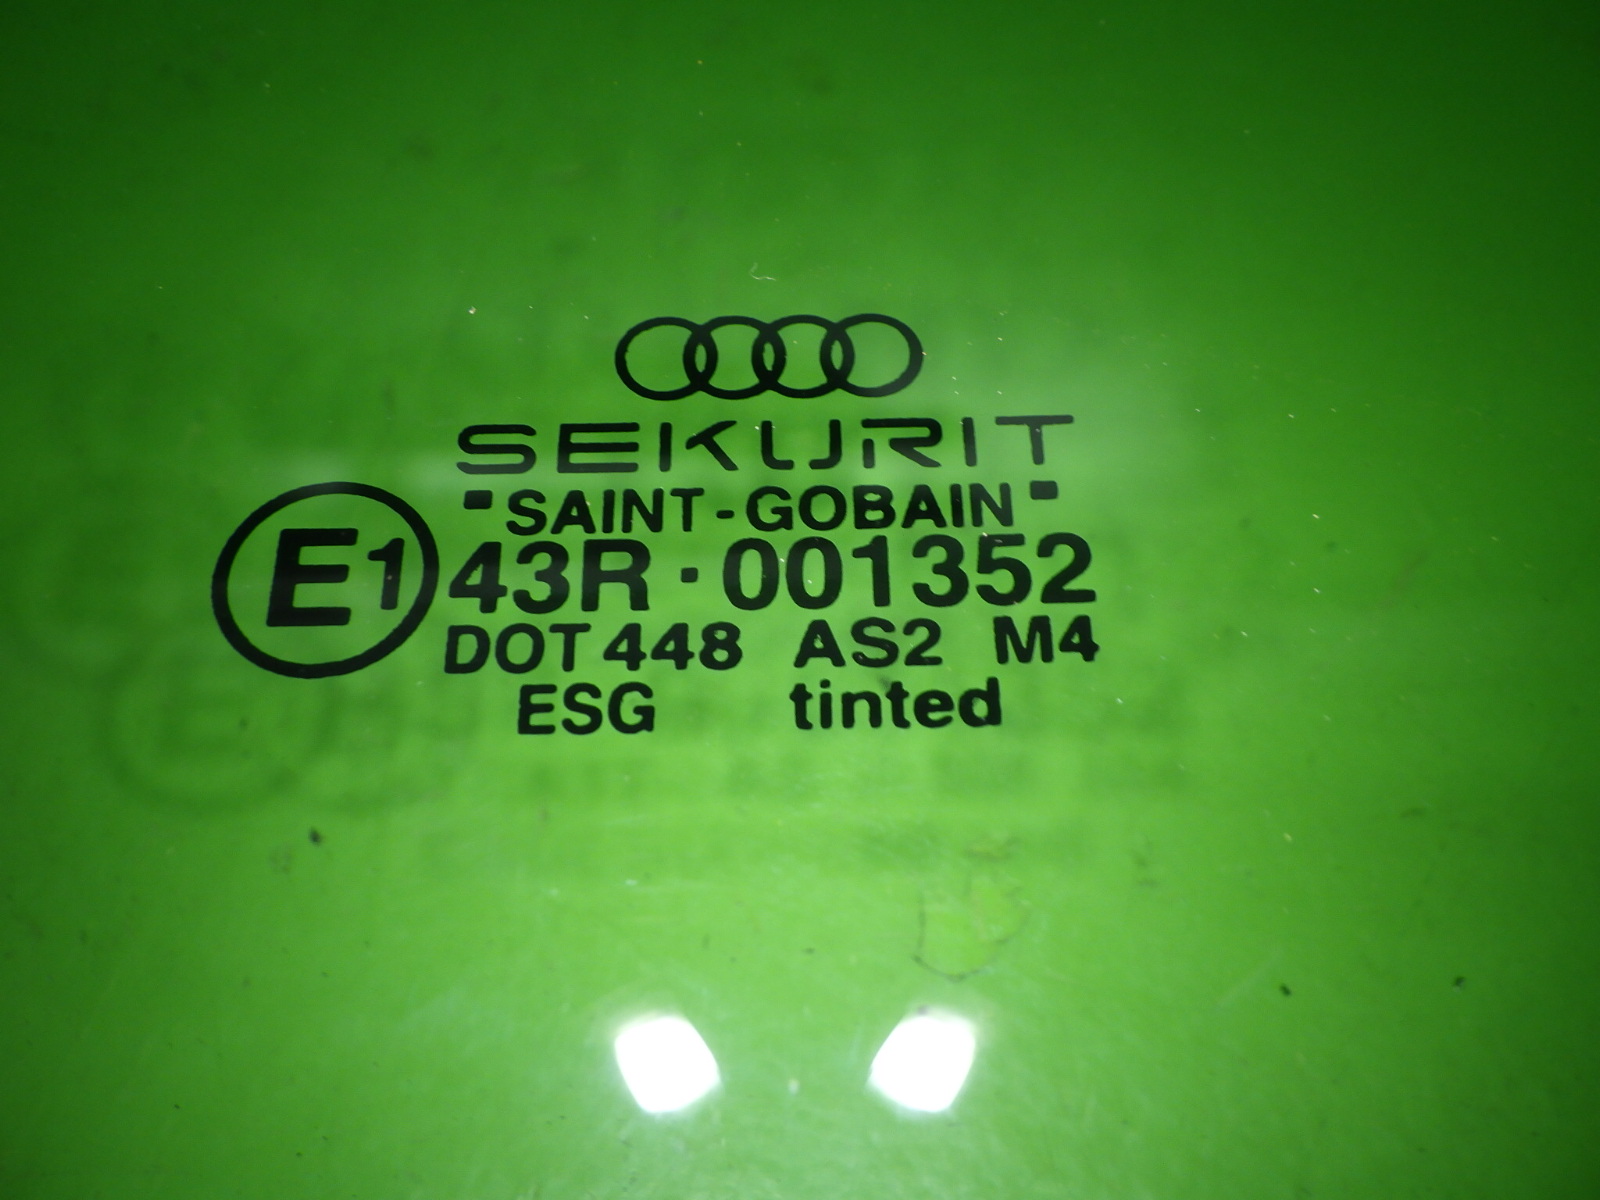 SEKURIT
"SAINT-GOBAIN"
E1 43R·001352
DOT 448 AS2 M4
ESG tinted